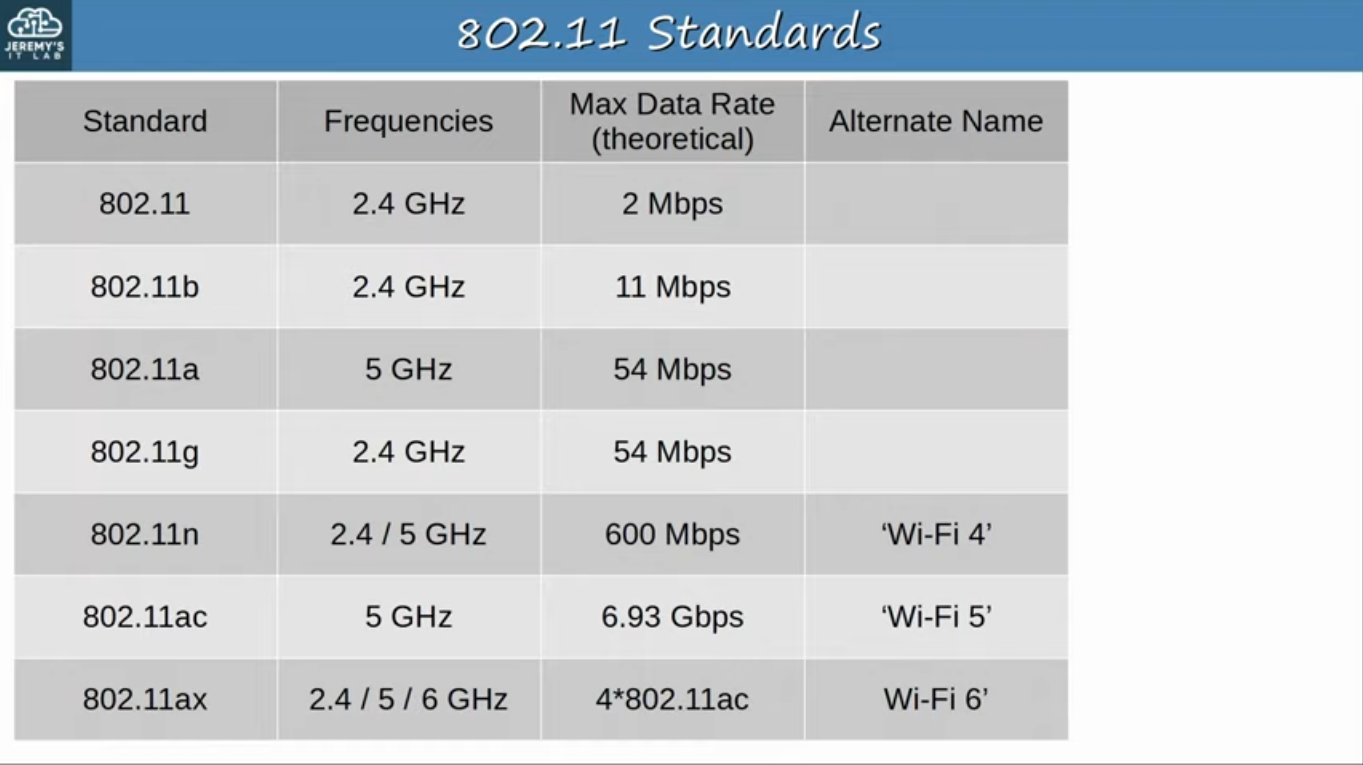 JEREMY'S
IT LAB
802.11 Standards
Standard Frequencies Max Data Rate (theoretical) Alternate Name
802.11 2.4 GHz 2 Mbps
802.11b 2.4 GHz 11 Mbps
802.11a 5 GHz 54 Mbps
802.11g 2.4 GHz 54 Mbps
802.11n 2.4 / 5 GHz 600 Mbps ‘Wi-Fi 4’
802.11ac 5 GHz 6.93 Gbps ‘Wi-Fi 5’
802.11ax 2.4 / 5 / 6 GHz 4*802.11ac Wi-Fi 6’